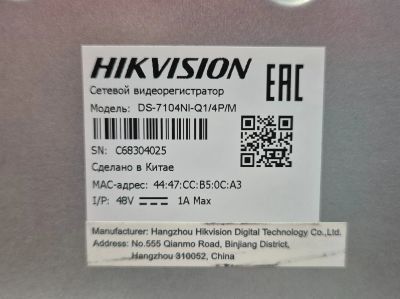 HIKVISION
EAC
Сетевой видеорегистратор
Модель: DS-7104NI-Q1/4P/M
SN: C68304025
Сделано в Китае
MAC-адрес: 44:47:CC:B5:0C:A3
I/P: 48V 1A Max
Manufacturer: Hangzhou Hikvision Digital Technology Co.,Ltd.
Address: No.555 Qianmo Road, Binjiang District,
Hangzhou 310052, China